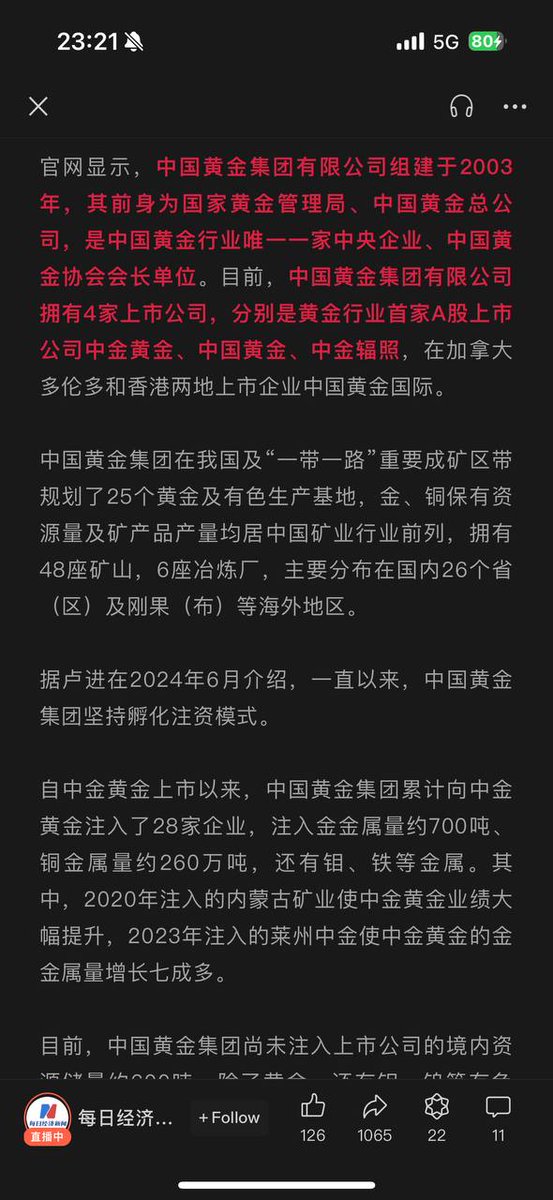 23:21
5G
80
官网显示，中国黄金集团有限公司组建于2003
年，其前身为国家黄金管理局、中国黄金总公
司，是中国黄金行业唯一一家中央企业、中国黄
金协会会长单位。目前，中国黄金集团有限公司
拥有4家上市公司，分别是黄金行业首家A股上市
公司中金黄金、中国黄金、中金辐照，在加拿大
多伦多和香港两地上市企业中国黄金国际。
中国黄金集团在我国及“一带一路”重要成矿区带
规划了25个黄金及有色生产基地，金、铜保有资
源量及矿产品产量均居中国矿业行业前列，拥有
48座矿山，6座冶炼厂，主要分布在国内26个省
（区）及刚果（布）等海外地区。
据卢进在2024年6月介绍，一直以来，中国黄金
集团坚持孵化注资模式。
自中金黄金上市以来，中国黄金集团累计向中金
黄金注入了28家企业，注入金金属量约700吨、
铜金属量约260万吨，还有钼、铁等金属。其
中，2020年注入的内蒙古矿业使中金黄金业绩大
幅提升，2023年注入的莱州中金使中金黄金的金
金属量增长七成多。
目前，中国黄金集团尚未注入上市公司的境内资
每日经济新闻
直播中
每日经济...
+Follow
126
1065
22
11